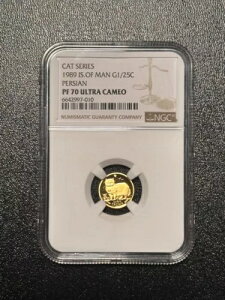 CAT SERIES
1989 IS.OF MAN G1/25C
PERSIAN
PF 70 ULTRA CAMEO
6642997-010
NGC
NUMISMATIC GUARANTY COMPANY